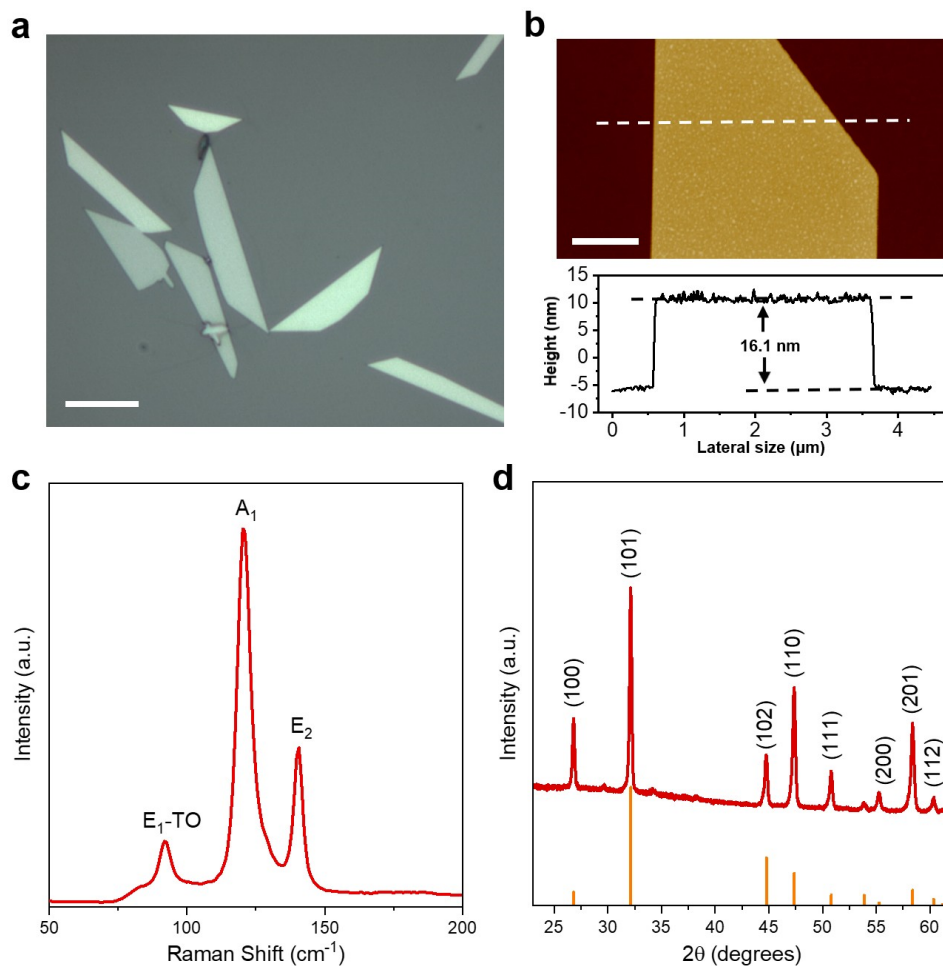 a
b
15
10
5
0
-5
-10
Height (nm)
16.1 nm
0 1 2 3 4
Lateral size (µm)
c
A₁
E₂
E₁-TO
Intensity (a.u.)
50 75 100 125 150 200
Raman Shift (cm⁻¹)
d
(100)
(101)
(102)
(110)
(111)
(200)
(201)
(112)
Intensity (a.u.)
25 30 35 40 45 50 55 60
2θ (degrees)